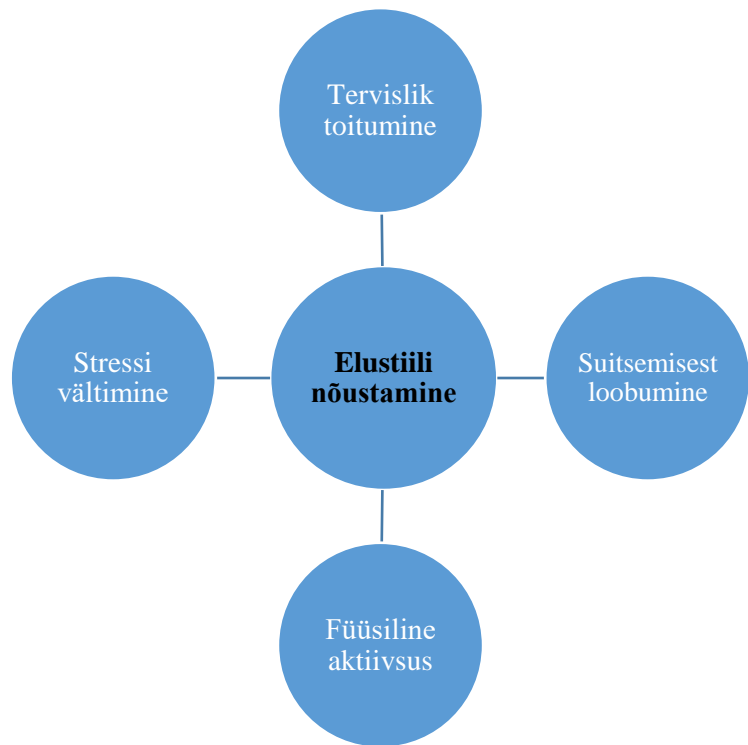 Tervislik
toitumine
Stressi
vältimine
Elustiili
nõustamine
Suitsemisest
loobumine
Füüsiline
aktiivsus